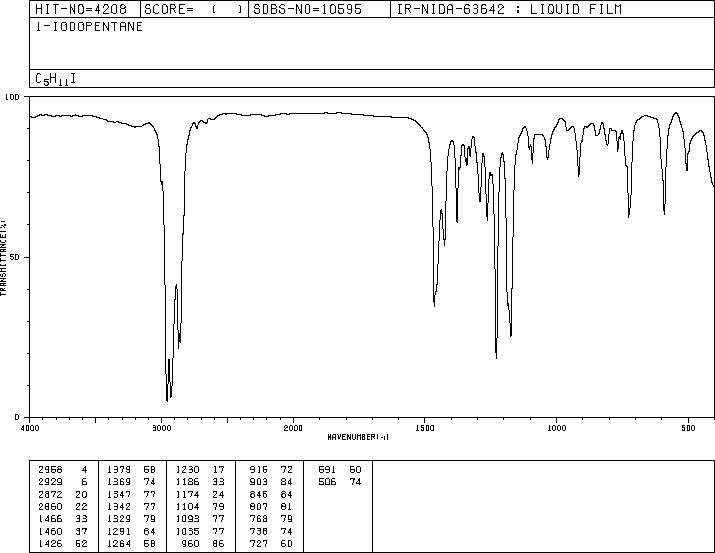 HIT-NO=4208 SCORE= ( ) SDBS-NO=10595 IR-NIDA-63642 : LIQUID FILM
1-IODOPENTANE
C5H11I
100
50
0
TRANSMITTANCE(%)
4000 3000 2000 1500 1000 500
WAVENUMBER(-1)
2958 4 1379 58 1230 17 916 72 591 60
2929 6 1369 74 1186 33 903 84 506 74
2872 20 1347 77 1174 24 846 84
2860 22 1342 77 1104 79 807 81
1466 33 1329 79 1093 77 768 79
1460 37 1291 64 1035 77 738 74
1426 52 1264 58 960 86 727 60